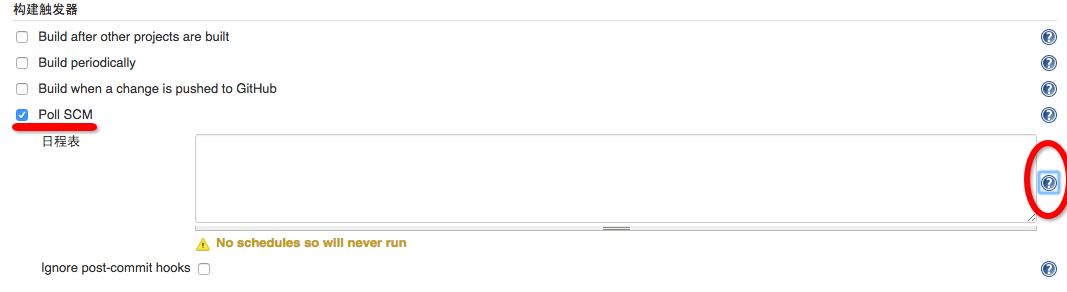 构建触发器
Build after other projects are built
Build periodically
Build when a change is pushed to GitHub
Poll SCM
日程表
No schedules so will never run
Ignore post-commit hooks